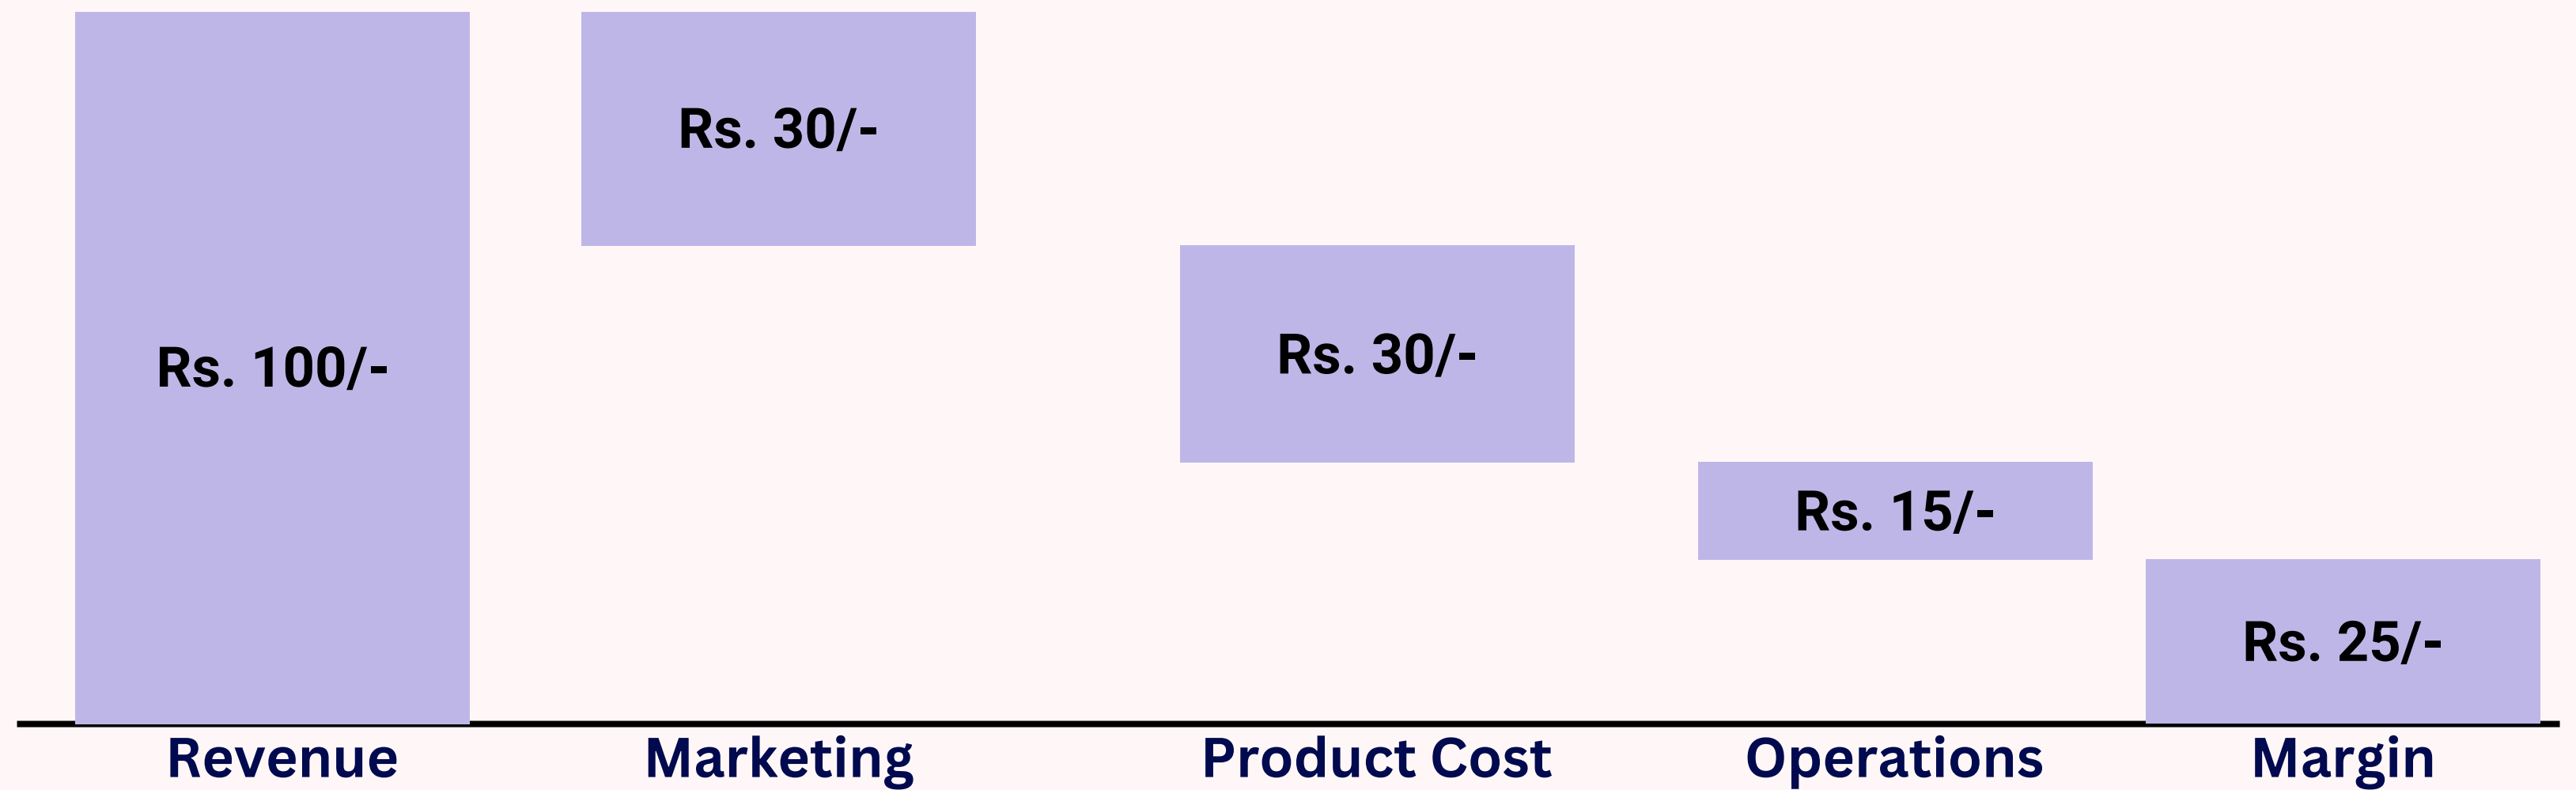 Rs. 30/-
Rs. 30/-
Rs. 100/-
Rs. 15/-
Rs. 25/-
Revenue
Marketing
Product Cost
Operations
Margin